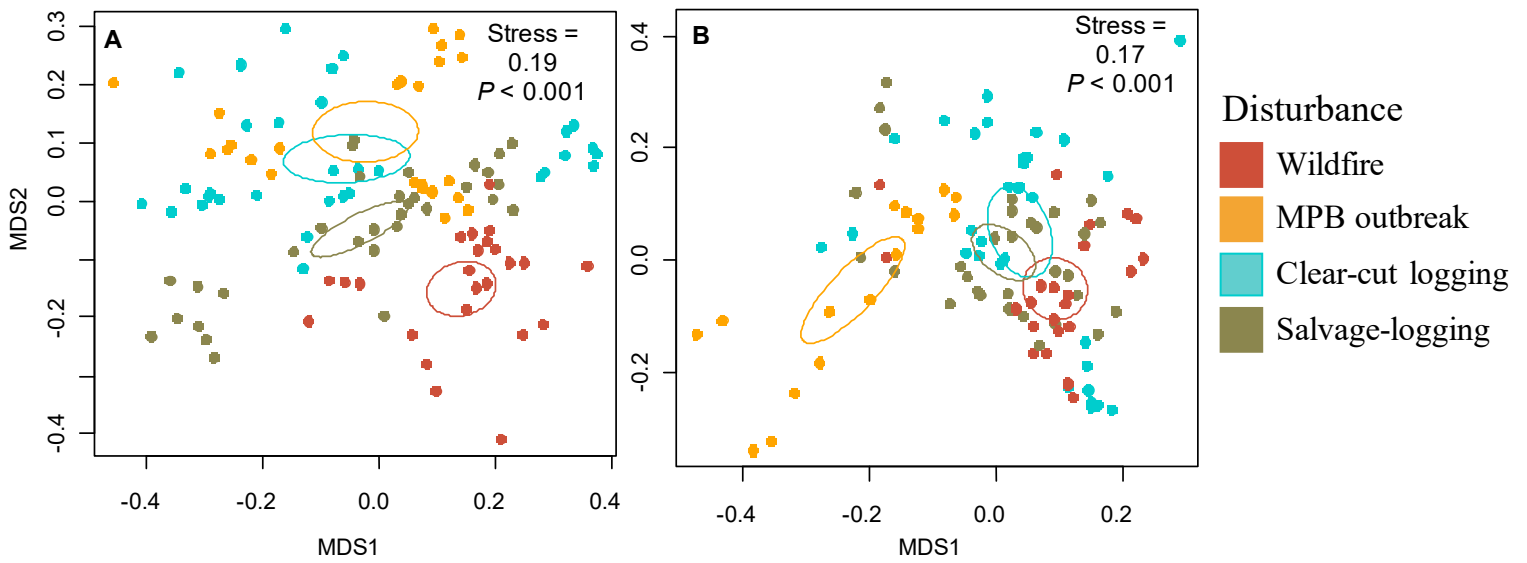 A
Stress =
0.19
P < 0.001
0.3
0.2
0.1
0.0
-0.2
-0.4
MDS2
-0.4
-0.2
0.0
0.2
0.4
MDS1
B
Stress =
0.17
P < 0.001
0.4
0.2
0.0
-0.2
-0.4
-0.2
0.0
0.2
MDS1
Disturbance
Wildfire
MPB outbreak
Clear-cut logging
Salvage-logging